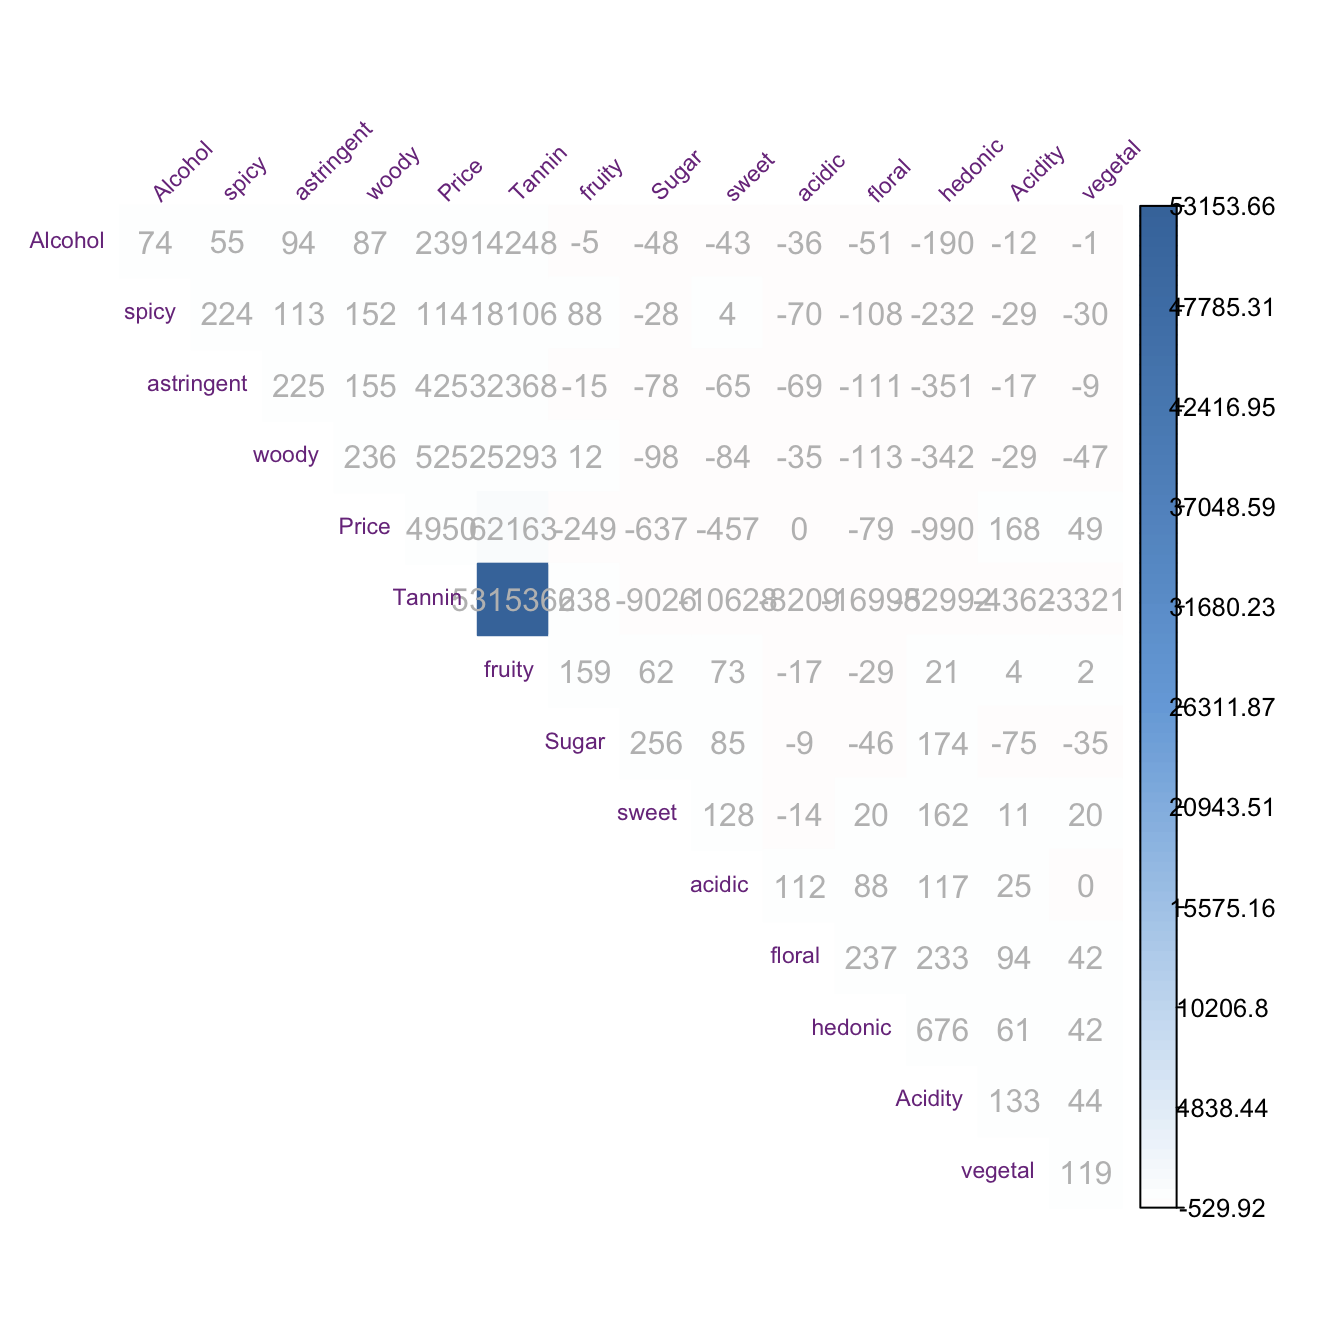 Alcohol spicy astringent woody Price Tannin fruity Sugar sweet acidic floral hedonic Acidity vegetal
Alcohol 74 55 94 87 239 14248 -5 -48 -43 -36 -51 -190 -12 -1
spicy 224 113 152 114 18106 88 -28 4 -70 -108 -232 -29 -30
astringent 225 155 425 32368 -15 -78 -65 -69 -111 -351 -17 -9
woody 236 525 25293 12 -98 -84 -35 -113 -342 -29 -47
Price 4950 62163 -249 -637 -457 0 -79 -990 168 49
Tannin 5315366 -9026 -10628 -8209 -52992 -4362 -3321
fruity 159 62 73 -17 -29 21 4 2
Sugar 256 85 -9 -46 174 -75 -35
sweet 128 -14 20 162 11 20
acidic 112 88 117 25 0
floral 237 233 94 42
hedonic 676 61 42
Acidity 133 44
vegetal 119
53153.66
47785.31
42416.95
37048.59
31680.23
26311.87
20943.51
15575.16
10206.8
4838.44
-529.92